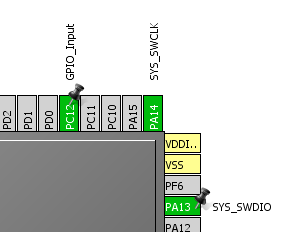 GPIO_Input
SYS_SWCLK
PD2
PD1
PD0
PC12
PC11
PC10
PA15
PA14
VDDI..
VSS
PF6
PA13
SYS_SWDIO
PA12